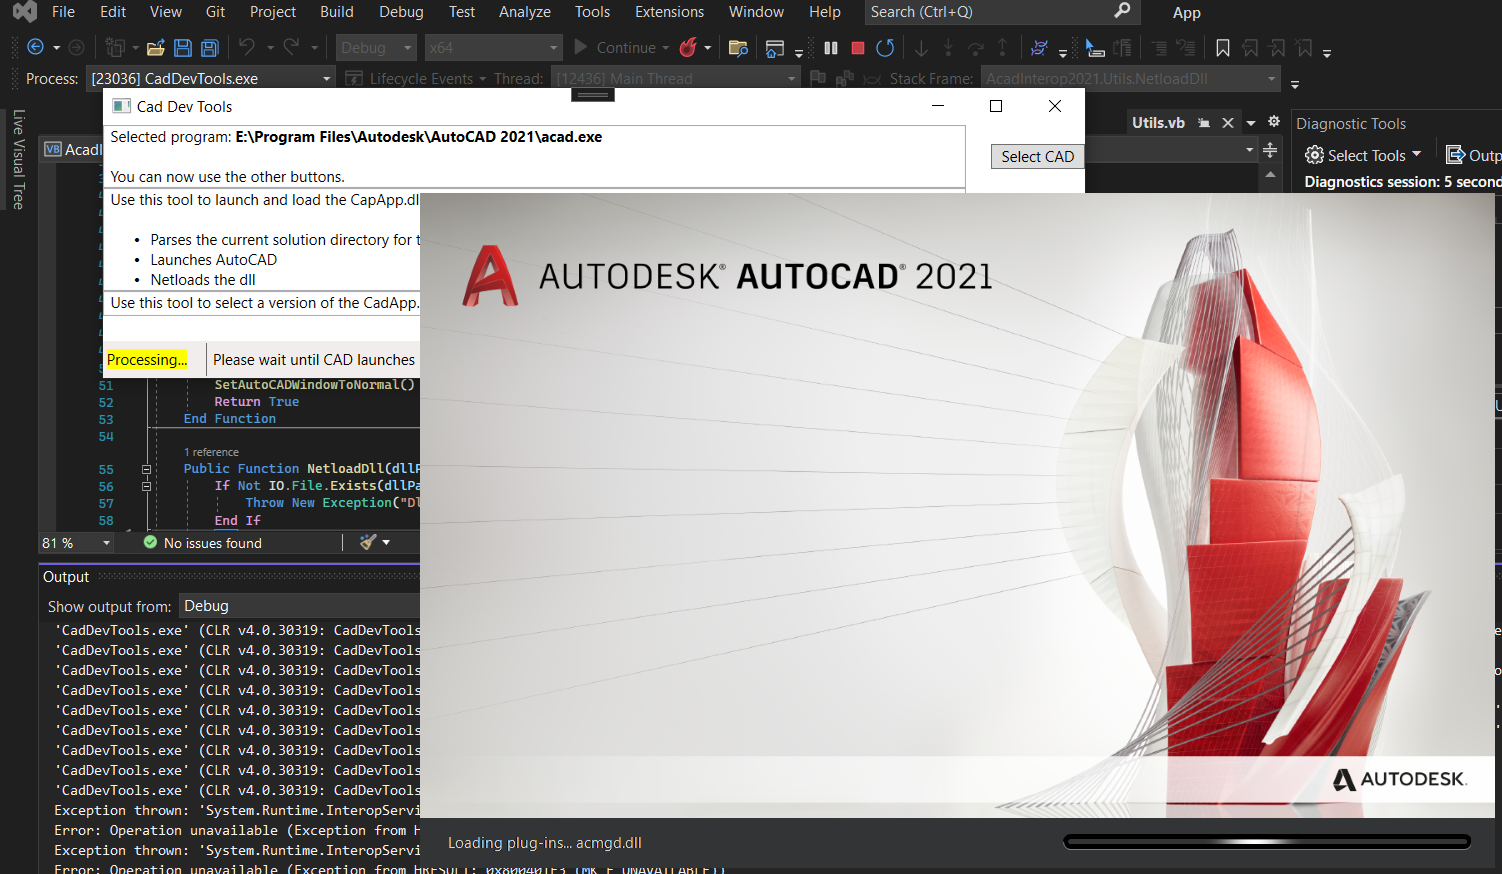 File Edit View Git Project Build Debug Test Analyze Tools Extensions Window Help Search (Ctrl+Q) App
Debug x64 Continue
Process: [23036] CadDevTools.exe Lifecycle Events Thread: [12436] Main Thread Stack Frame: AcadInterop2021.Utils.NetloadDll
Live Visual Tree
Cad Dev Tools
Utils.vb
Diagnostic Tools
VB AcadI
Selected program: E:\Program Files\Autodesk\AutoCAD 2021\acad.exe
Select CAD
Select Tools Outp
You can now use the other buttons.
Diagnostics session: 5 second
Use this tool to launch and load the CapApp.dl
• Parses the current solution directory for t
• Launches AutoCAD
• Netloads the dll
Use this tool to select a version of the CadApp.
Processing... Please wait until CAD launches
AUTODESK® AUTOCAD® 2021
51 SetAutoCADWindowToNormal()
52 Return True
53 End Function
54
1 reference
55 Public Function NetloadDll(dllP
56 If Not IO.File.Exists(dllPa
57 Throw New Exception("Dl
58 End If
81 % No issues found
Output
Show output from: Debug
'CadDevTools.exe' (CLR v4.0.30319: CadDevTools
'CadDevTools.exe' (CLR v4.0.30319: CadDevTools
'CadDevTools.exe' (CLR v4.0.30319: CadDevTools
'CadDevTools.exe' (CLR v4.0.30319: CadDevTools
'CadDevTools.exe' (CLR v4.0.30319: CadDevTools
'CadDevTools.exe' (CLR v4.0.30319: CadDevTools
'CadDevTools.exe' (CLR v4.0.30319: CadDevTools
'CadDevTools.exe' (CLR v4.0.30319: CadDevTools
'CadDevTools.exe' (CLR v4.0.30319: CadDevTools
Exception thrown: 'System.Runtime.InteropServi
Error: Operation unavailable (Exception from H
Exception thrown: 'System.Runtime.InteropServi
Error: Operation unavailable (Exception from HRESULT: 0x800401E3 (MK_E_UNAVAILABLE))
AUTODESK.
Loading plug-ins... acmgd.dll